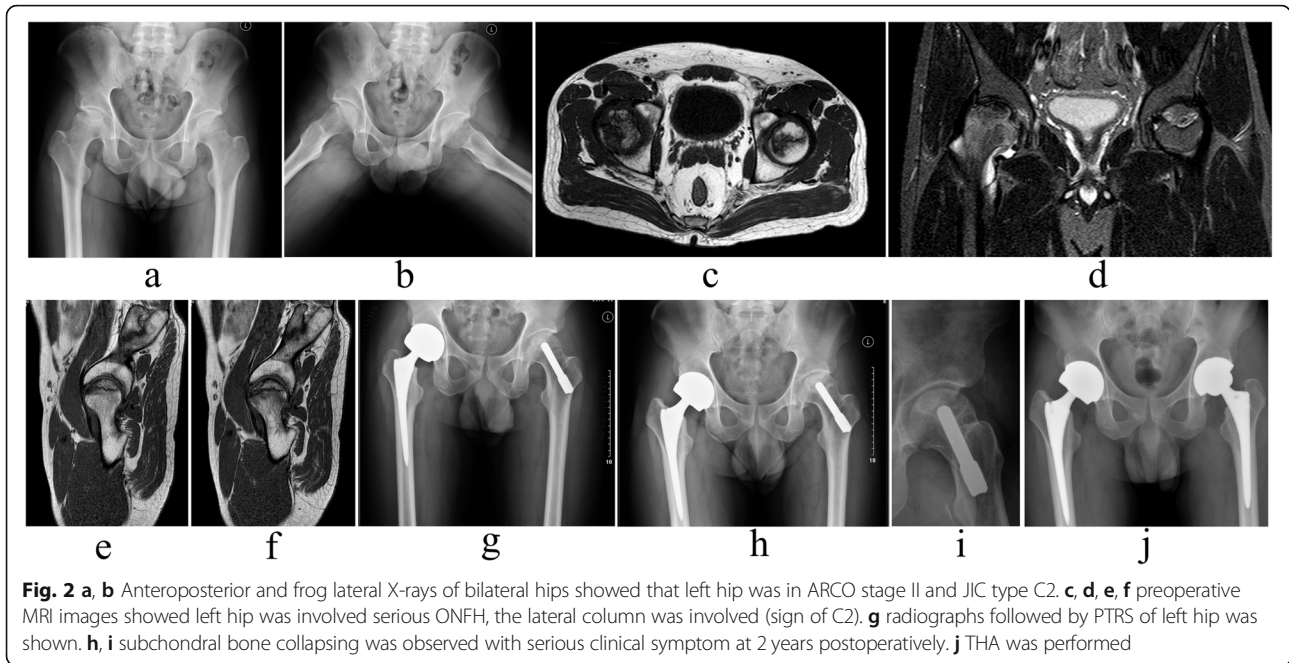 L
L
a
b
c
d
L
10
L
10
e
f
g
h
i
j
Fig. 2 a, b Anteroposterior and frog lateral X-rays of bilateral hips showed that left hip was in ARCO stage II and JIC type C2. c, d, e, f preoperative
MRI images showed left hip was involved serious ONFH, the lateral column was involved (sign of C2). g radiographs followed by PTRS of left hip was
shown. h, i subchondral bone collapsing was observed with serious clinical symptom at 2 years postoperatively. j THA was performed